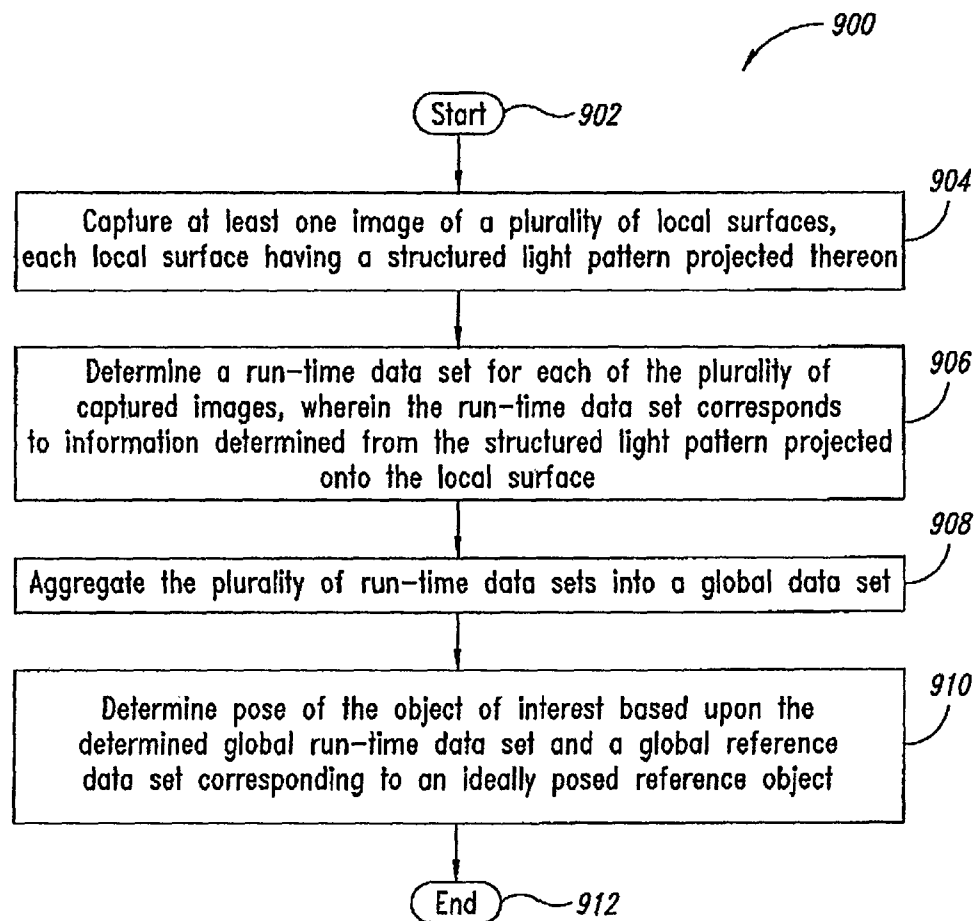 900
Start
902
904
Capture at least one image of a plurality of local surfaces,
each local surface having a structured light pattern projected thereon
906
Determine a run-time data set for each of the plurality of
captured images, wherein the run-time data set corresponds
to information determined from the structured light pattern projected
onto the local surface
908
Aggregate the plurality of run-time data sets into a global data set
910
Determine pose of the object of interest based upon the
determined global run-time data set and a global reference
data set corresponding to an ideally posed reference object
End
912